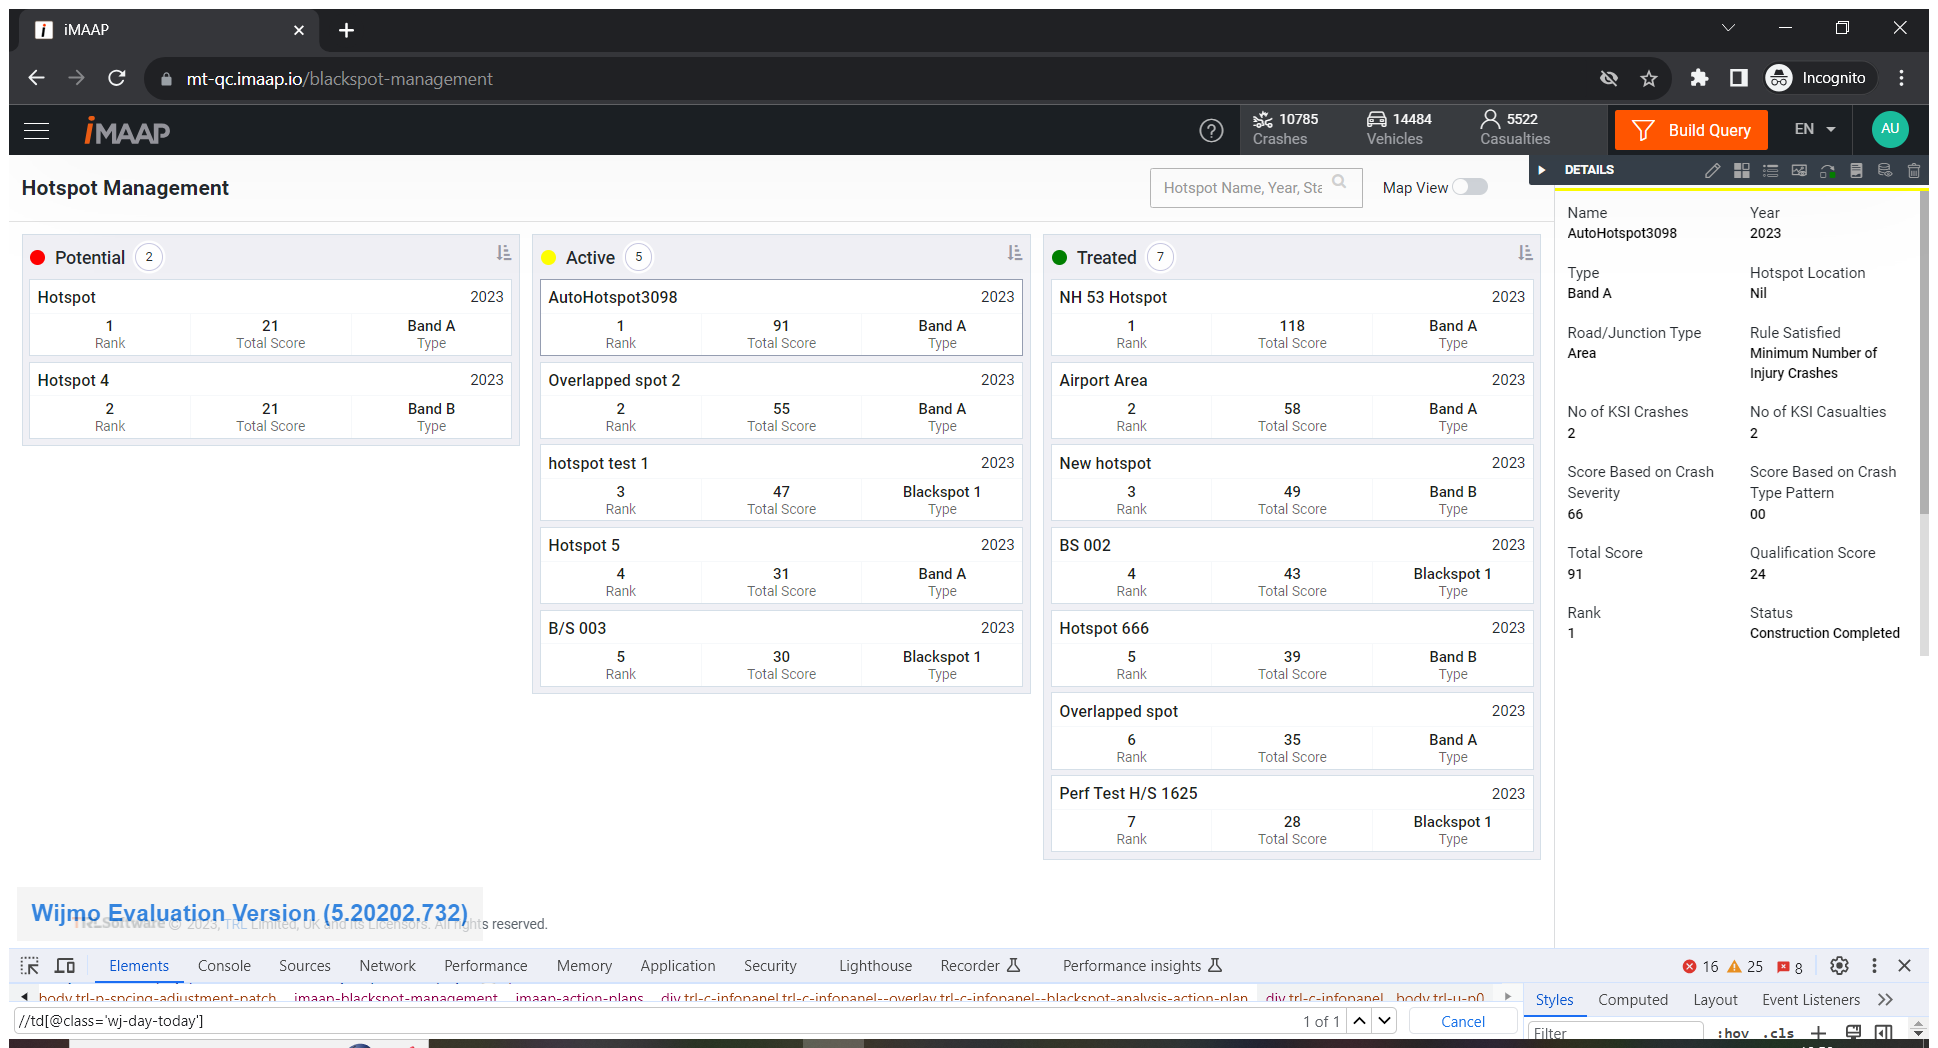 iMAAP
mt-qc.imaap.io/blackspot-management
Incognito
iMAAP
10785
Crashes
14484
Vehicles
5522
Casualties
Build Query
EN
AU
Hotspot Management
Hotspot Name, Year, Sta
Map View
DETAILS
Potential 2
Hotspot 2023
1 21 Band A
Rank Total Score Type
Hotspot 4 2023
2 21 Band B
Rank Total Score Type
Active 5
AutoHotspot3098 2023
1 91 Band A
Rank Total Score Type
Overlapped spot 2 2023
2 55 Band A
Rank Total Score Type
hotspot test 1 2023
3 47 Blackspot 1
Rank Total Score Type
Hotspot 5 2023
4 31 Band A
Rank Total Score Type
B/S 003 2023
5 30 Blackspot 1
Rank Total Score Type
Treated 7
NH 53 Hotspot 2023
1 118 Band A
Rank Total Score Type
Airport Area 2023
2 58 Band A
Rank Total Score Type
New hotspot 2023
3 49 Band B
Rank Total Score Type
BS 002 2023
4 43 Blackspot 1
Rank Total Score Type
Hotspot 666 2023
5 39 Band B
Rank Total Score Type
Overlapped spot 2023
6 35 Band A
Rank Total Score Type
Perf Test H/S 1625 2023
7 28 Blackspot 1
Rank Total Score Type
Name Year
AutoHotspot3098 2023
Type Hotspot Location
Band A Nil
Road/Junction Type Rule Satisfied
Area Minimum Number of
Injury Crashes
No of KSI Crashes No of KSI Casualties
2 2
Score Based on Crash Score Based on Crash
Severity Type Pattern
66 00
Total Score Qualification Score
91 24
Rank Status
1 Construction Completed
Wijmo Evaluation Version (5.20202.732)
TRLSoftware © 2023, TRL Limited, UK and its Licensors. All rights reserved.
Elements Console Sources Network Performance Memory Application Security Lighthouse Recorder Performance insights 16 25 8
body.trl-n-spcing-adjustment-patch imaap-blackspot-management imaap-action-plans div.trl-c-infopanel.trl-c-infopanel--overlay.trl-c-infopanel--blackspot-analysis-action-plan div.trl-c-infopanel__body.trl-u-p0
Styles Computed Layout Event Listeners
//td[@class='wj-day-today'] 1 of 1 Cancel
Filter :hov .cls